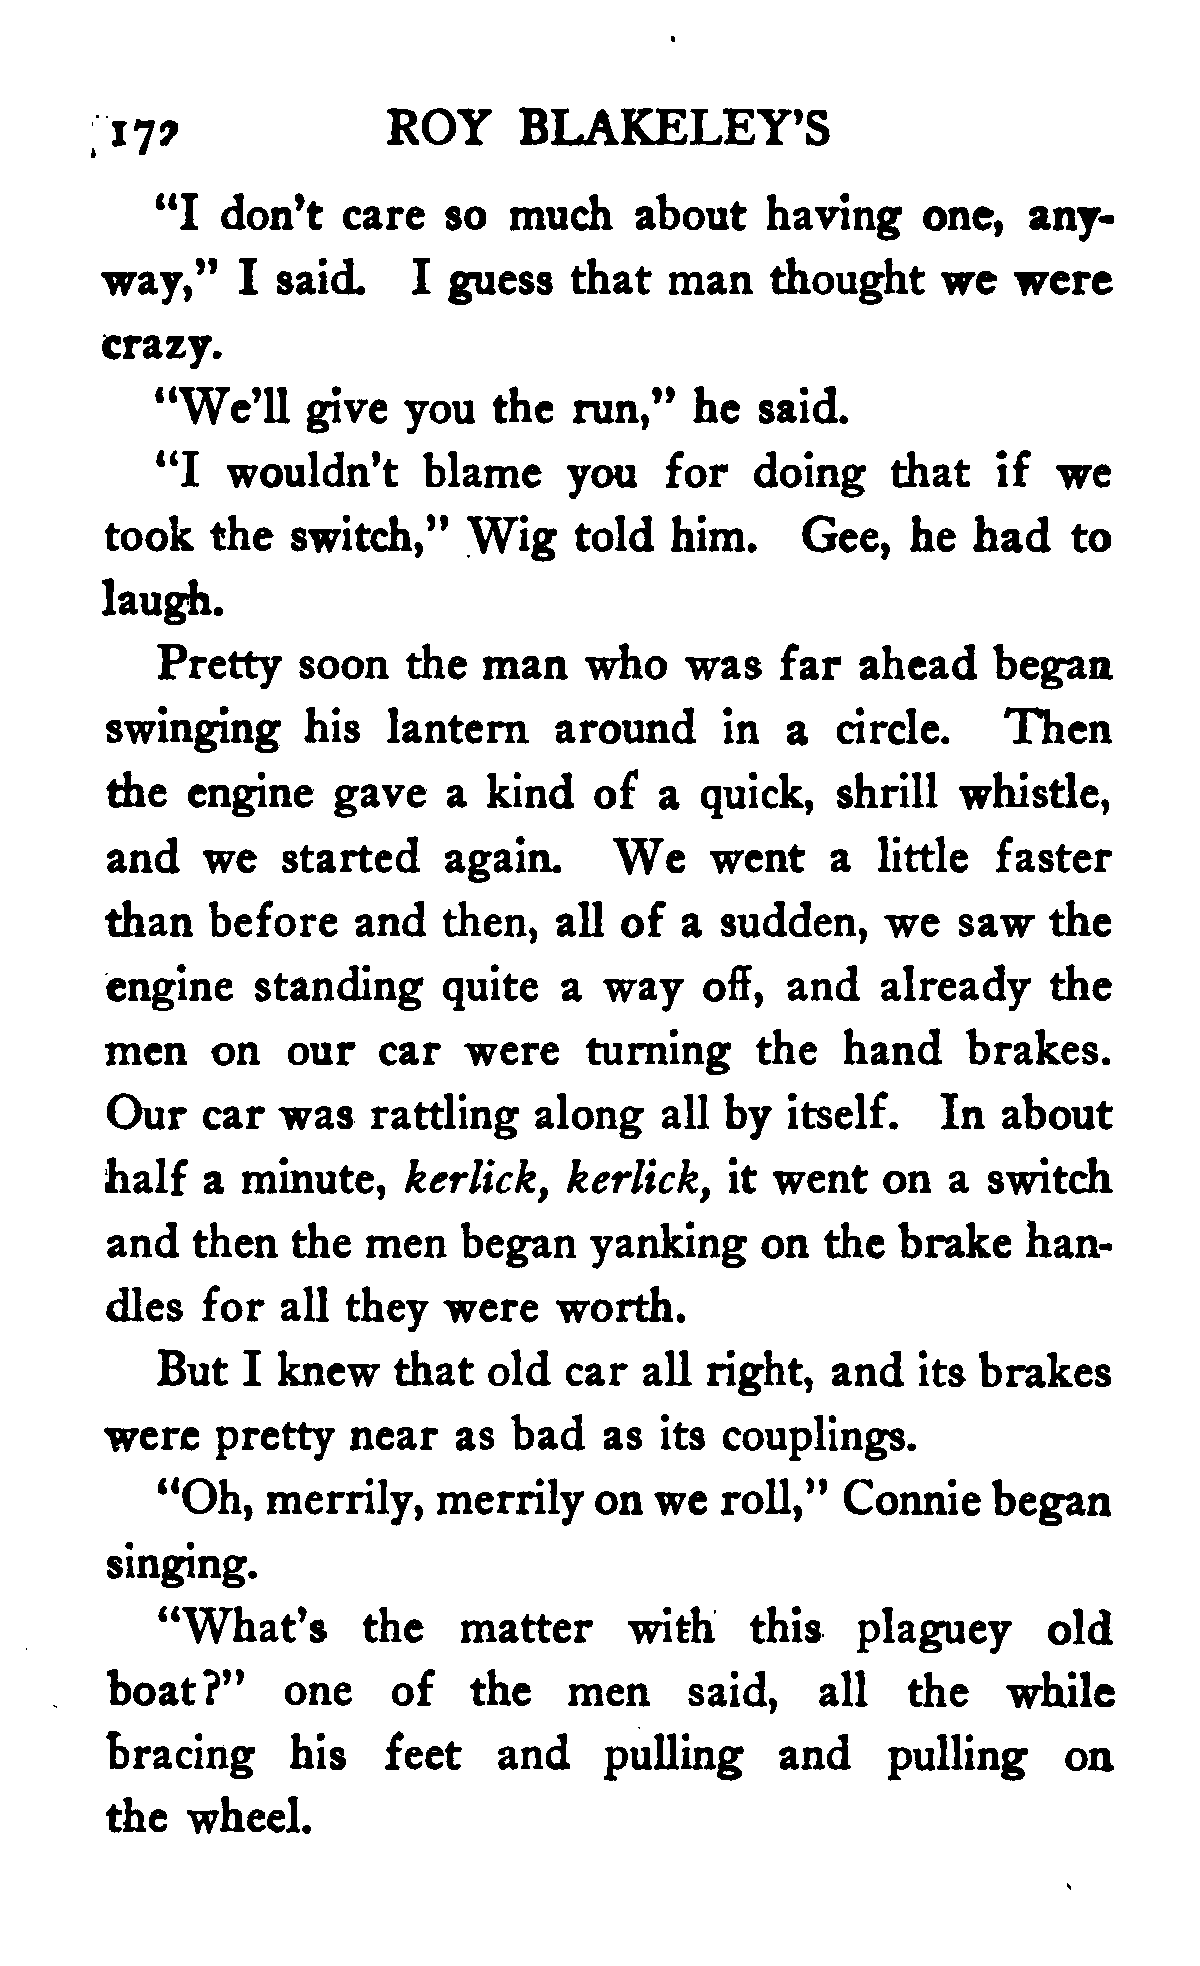 172 ROY BLAKELEY'S
"I don't care so much about having one, any-
way," I said. I guess that man thought we were
crazy.
"We'll give you the run," he said.
"I wouldn't blame you for doing that if we
took the switch," Wig told him. Gee, he had to
laugh.
Pretty soon the man who was far ahead began
swinging his lantern around in a circle. Then
the engine gave a kind of a quick, shrill whistle,
and we started again. We went a little faster
than before and then, all of a sudden, we saw the
engine standing quite a way off, and already the
men on our car were turning the hand brakes.
Our car was rattling along all by itself. In about
half a minute, kerlick, kerlick, it went on a switch
and then the men began yanking on the brake han-
dles for all they were worth.
But I knew that old car all right, and its brakes
were pretty near as bad as its couplings.
"Oh, merrily, merrily on we roll," Connie began
singing.
"What's the matter with this plaguey old
boat?" one of the men said, all the while
bracing his feet and pulling and pulling on
the wheel.